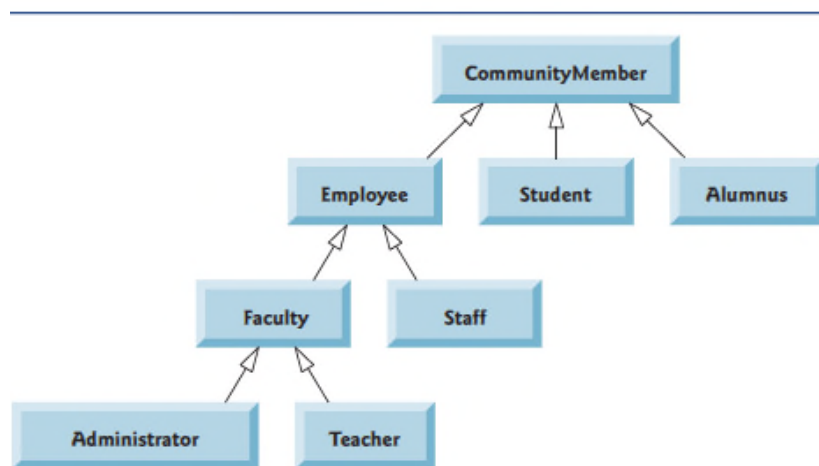 CommunityMember
Employee Student Alumnus
Faculty Staff
Administrator Teacher